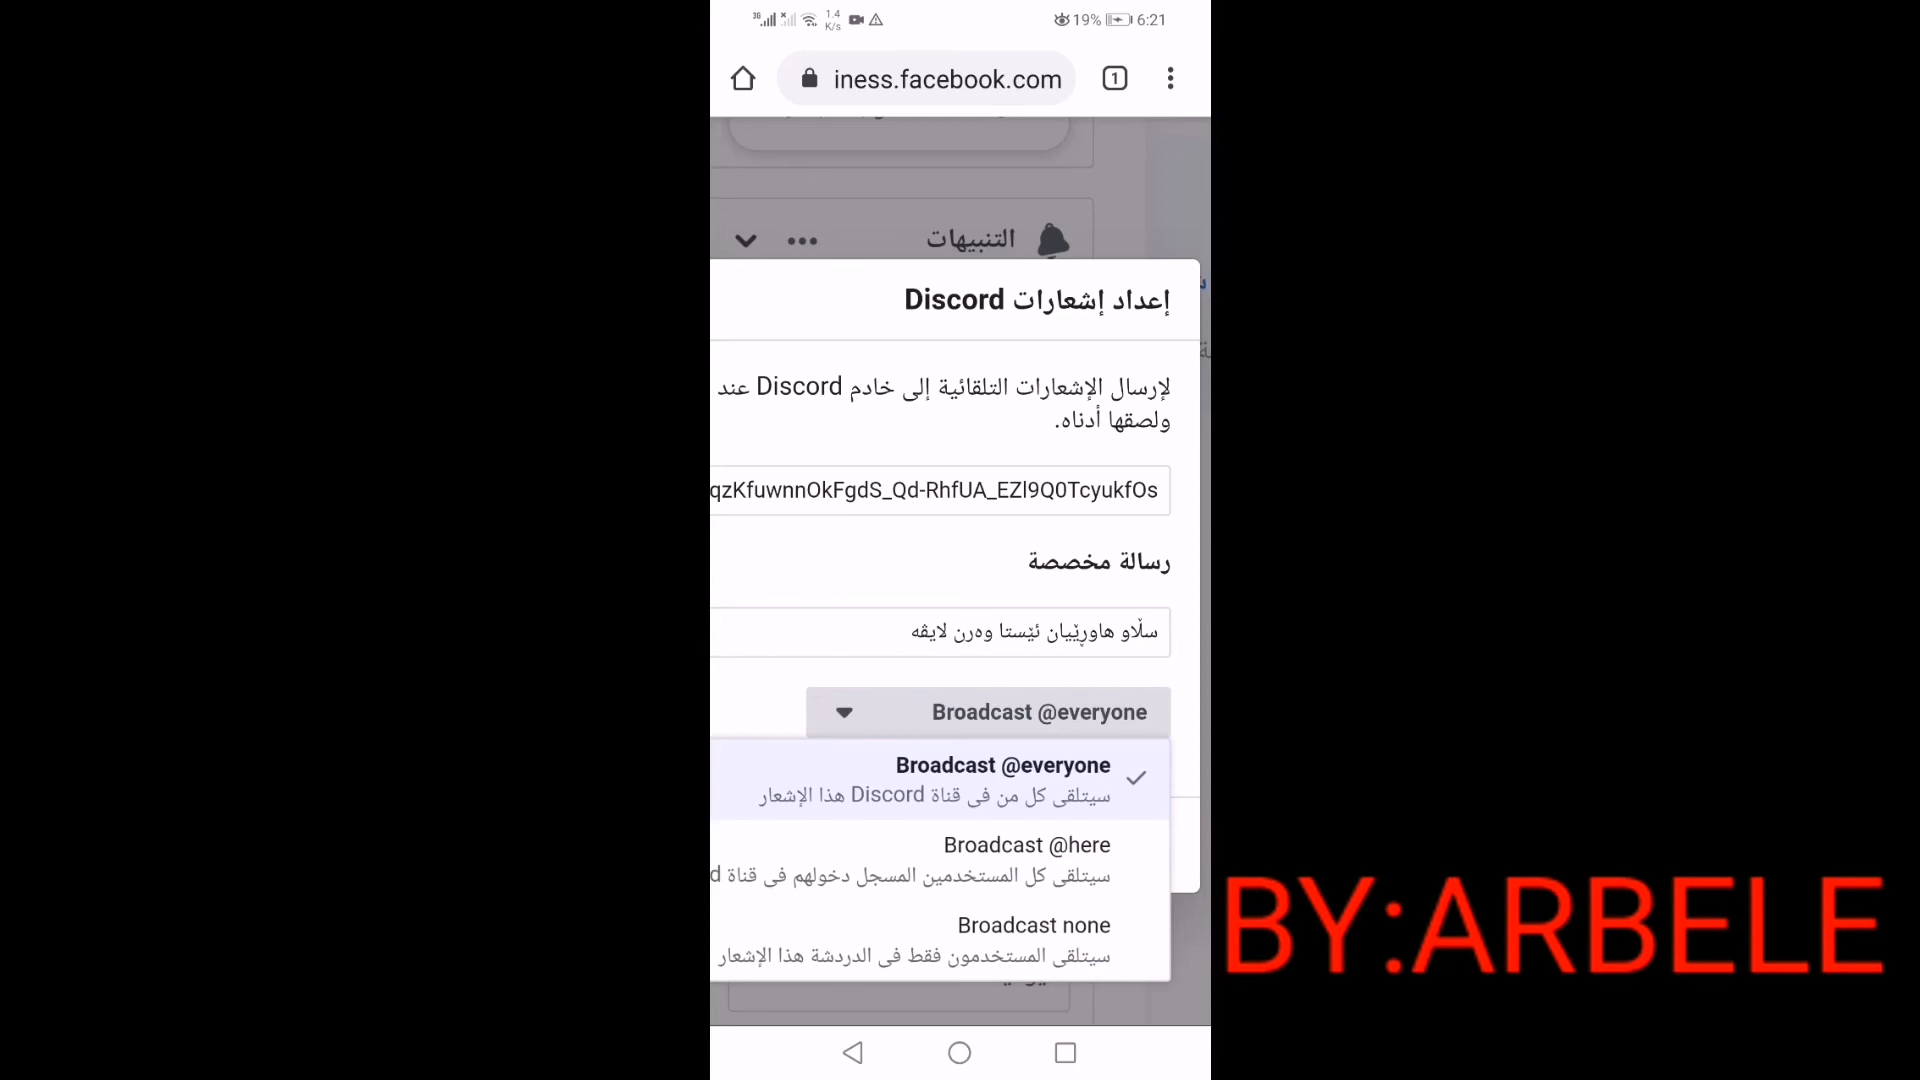 3G
1.4
K/s
19%
6:21
iness.facebook.com
1
التنبيهات
إعداد إشعارات Discord
لإرسال الإشعارات التلقائية إلى خادم Discord عند
ولصقها أدناه.
qzKfuwnnOkFgdS_Qd-RhfUA_EZl9Q0TcyukfOs
رسالة مخصصة
سڵاو هاوڕێیان ئێستا وەرن لایڤە
Broadcast @everyone
Broadcast @everyone
سيتلقى كل من في قناة Discord هذا الإشعار
Broadcast @here
سيتلقى كل المستخدمين المسجل دخولهم في قناة d
Broadcast none
سيتلقى المستخدمون فقط في الدردشة هذا الإشعار
BY:ARBELE